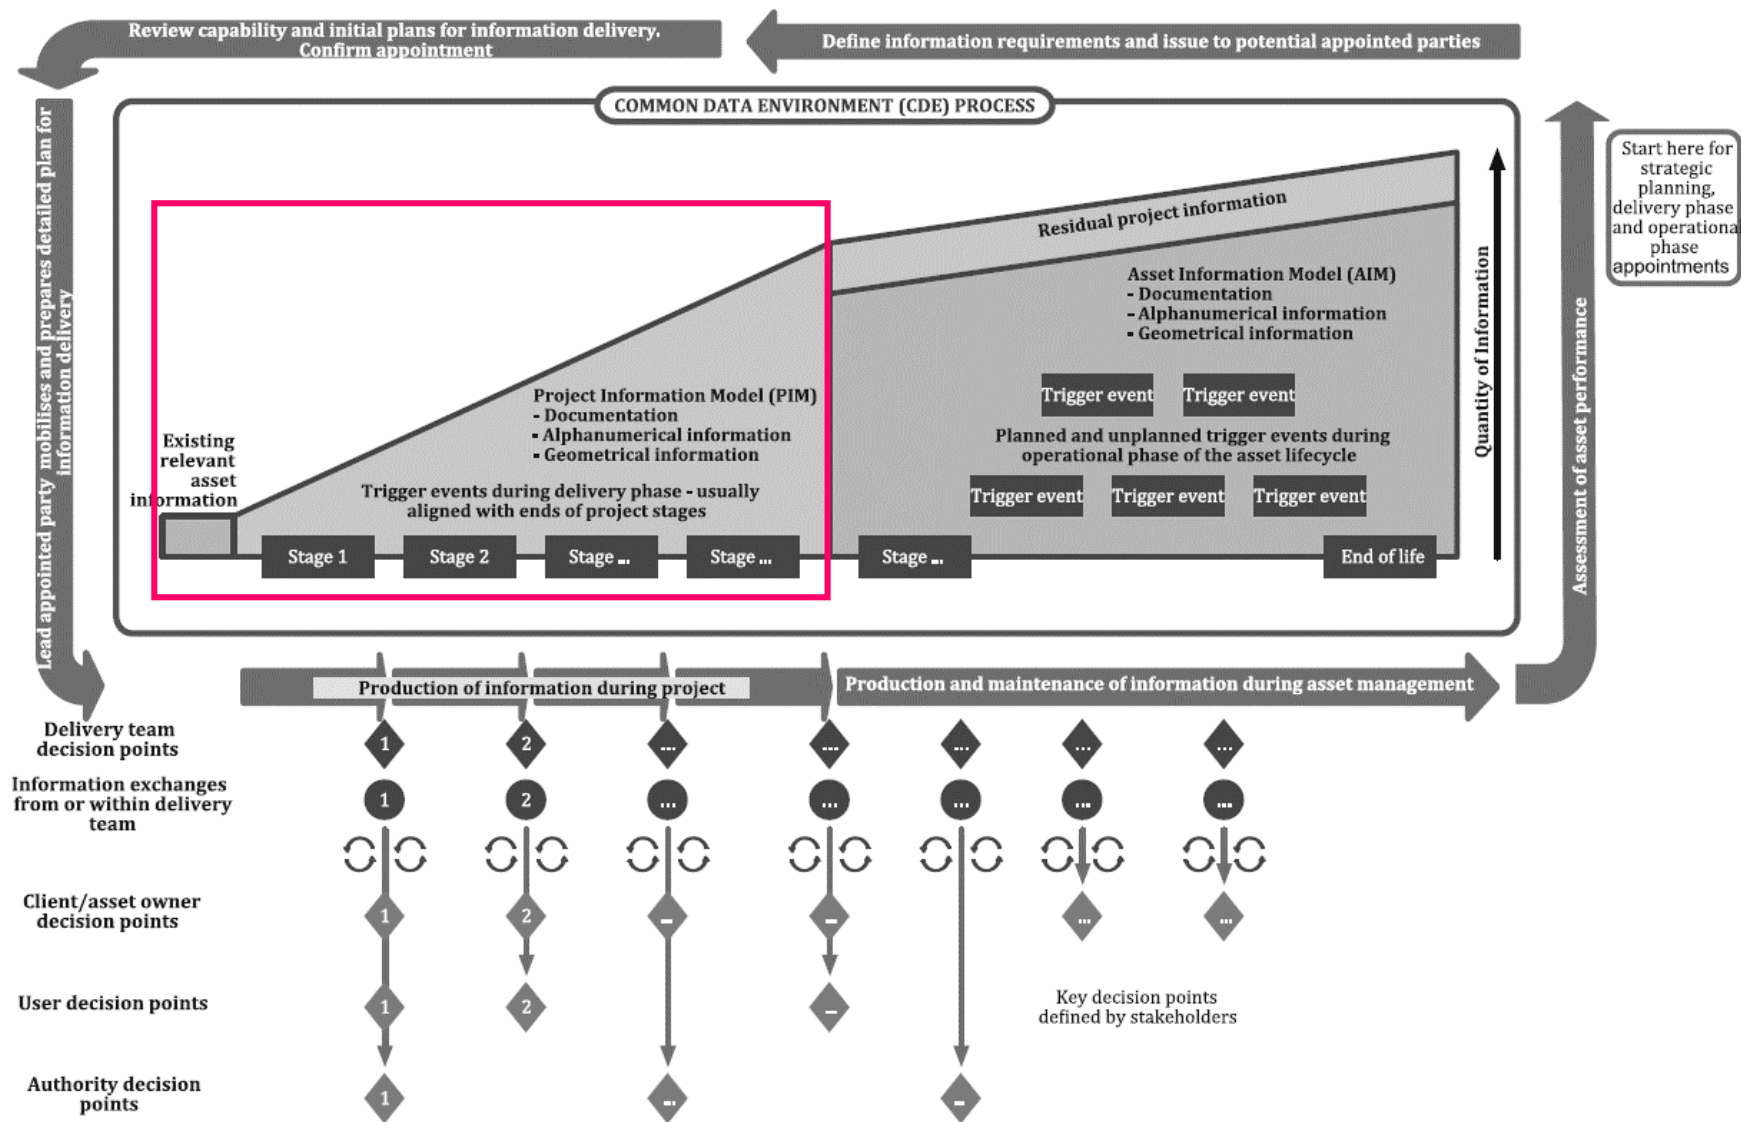 Review capability and initial plans for information delivery.
Confirm appointment
Define information requirements and issue to potential appointed parties
Lead appointed party mobilises and prepares detailed plan for
information delivery
COMMON DATA ENVIRONMENT (CDE) PROCESS
Start here for
strategic
planning,
delivery phase
and operational
phase
appointments
Residual project information
Asset Information Model (AIM)
- Documentation
- Alphanumerical information
- Geometrical information
Quantity of Information
Assessment of asset performance
Project Information Model (PIM)
- Documentation
- Alphanumerical information
- Geometrical information
Trigger event
Trigger event
Planned and unplanned trigger events during
operational phase of the asset lifecycle
Trigger event
Trigger event
Trigger event
Existing
relevant
asset
information
Trigger events during delivery phase - usually
aligned with ends of project stages
Stage 1
Stage 2
Stage ...
Stage ...
Stage ...
End of life
Production of information during project
Production and maintenance of information during asset management
Delivery team
decision points
1
2
...
...
...
...
...
Information exchanges
from or within delivery
team
1
2
...
...
...
...
...
Client/asset owner
decision points
1
2
...
...
...
...
User decision points
1
2
...
Key decision points
defined by stakeholders
Authority decision
points
1
...
...